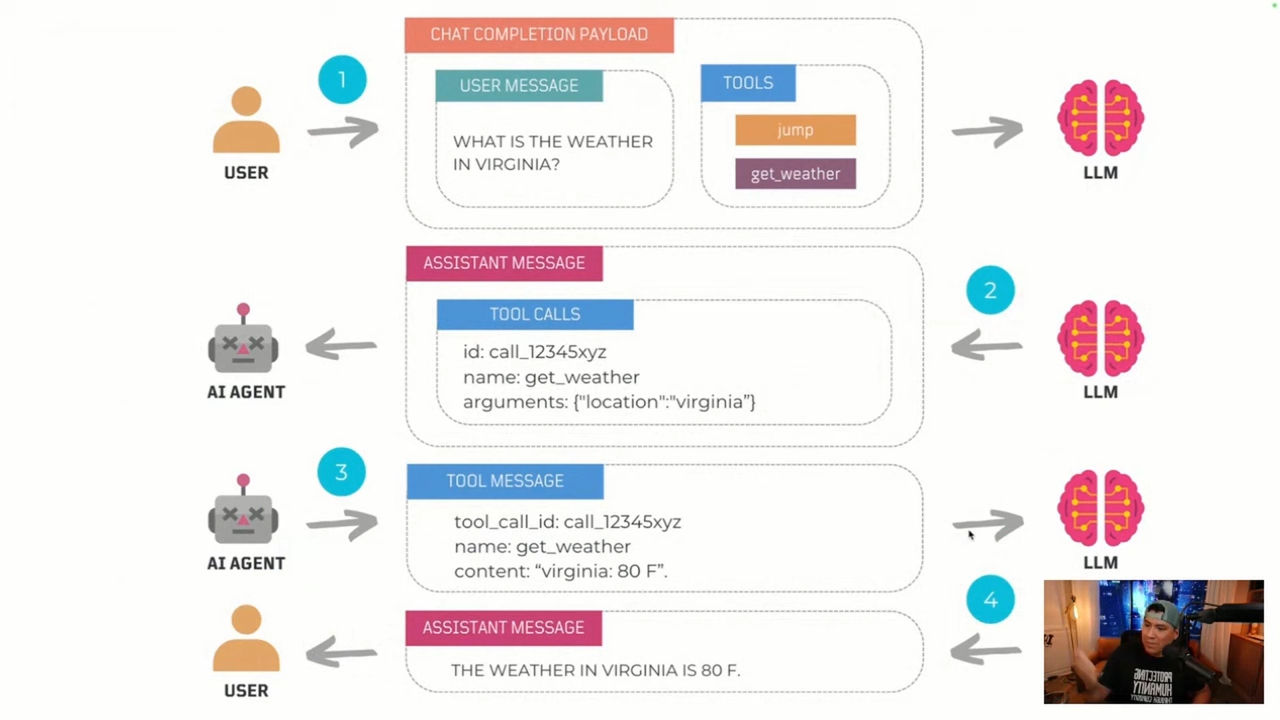 CHAT COMPLETION PAYLOAD
1
USER MESSAGE
TOOLS
WHAT IS THE WEATHER
IN VIRGINIA?
jump
get_weather
USER
LLM
ASSISTANT MESSAGE
2
TOOL CALLS
id: call_12345xyz
name: get_weather
arguments: {"location":"virginia”}
AI AGENT
LLM
3
TOOL MESSAGE
tool_call_id: call_12345xyz
name: get_weather
content: “virginia: 80 F”.
AI AGENT
LLM
4
ASSISTANT MESSAGE
THE WEATHER IN VIRGINIA IS 80 F.
USER
PROTECTING
HUMANITY